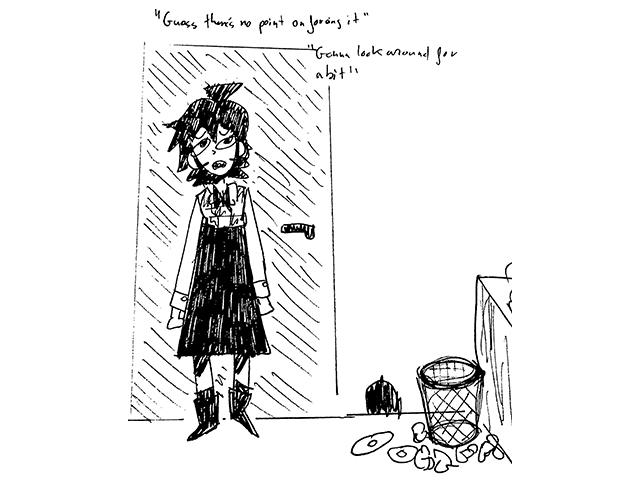 "Guess there's no point on forcing it"
"Gonna look around for
a bit"